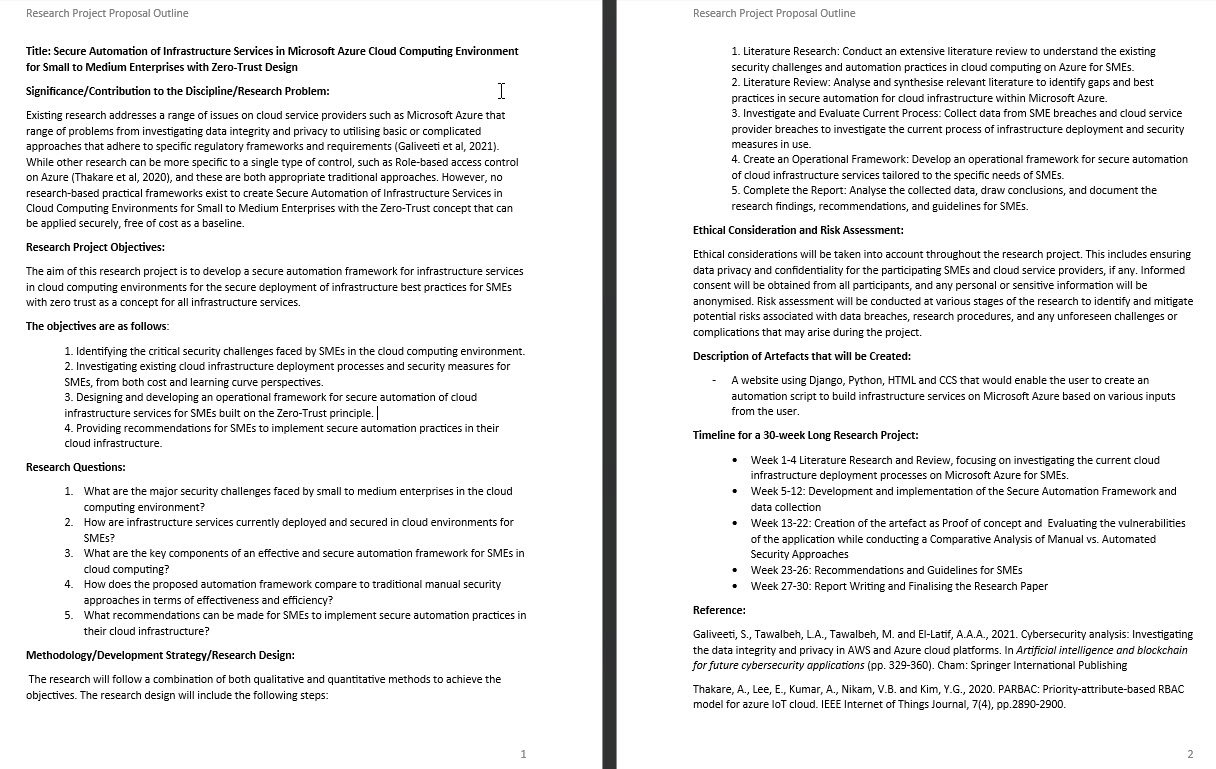 Research Project Proposal Outline
Title: Secure Automation of Infrastructure Services in Microsoft Azure Cloud Computing Environment
for Small to Medium Enterprises with Zero-Trust Design
Significance/Contribution to the Discipline/Research Problem:
Existing research addresses a range of issues on cloud service providers such as Microsoft Azure that
range of problems from investigating data integrity and privacy to utilising basic or complicated
approaches that adhere to specific regulatory frameworks and requirements (Galiveeti et al, 2021).
While other research can be more specific to a single type of control, such as Role-based access control
on Azure (Thakare et al, 2020), and these are both appropriate traditional approaches. However, no
research-based practical frameworks exist to create Secure Automation of Infrastructure Services in
Cloud Computing Environments for Small to Medium Enterprises with the Zero-Trust concept that can
be applied securely, free of cost as a baseline.
Research Project Objectives:
The aim of this research project is to develop a secure automation framework for infrastructure services
in cloud computing environments for the secure deployment of infrastructure best practices for SMEs
with zero trust as a concept for all infrastructure services.
The objectives are as follows:
1. Identifying the critical security challenges faced by SMEs in the cloud computing environment.
2. Investigating existing cloud infrastructure deployment processes and security measures for
SMEs, from both cost and learning curve perspectives.
3. Designing and developing an operational framework for secure automation of cloud
infrastructure services for SMEs built on the Zero-Trust principle.
4. Providing recommendations for SMEs to implement secure automation practices in their
cloud infrastructure.
Research Questions:
1. What are the major security challenges faced by small to medium enterprises in the cloud
computing environment?
2. How are infrastructure services currently deployed and secured in cloud environments for
SMEs?
3. What are the key components of an effective and secure automation framework for SMEs in
cloud computing?
4. How does the proposed automation framework compare to traditional manual security
approaches in terms of effectiveness and efficiency?
5. What recommendations can be made for SMEs to implement secure automation practices in
their cloud infrastructure?
Methodology/Development Strategy/Research Design:
The research will follow a combination of both qualitative and quantitative methods to achieve the
objectives. The research design will include the following steps:
1
Research Project Proposal Outline
1. Literature Research: Conduct an extensive literature review to understand the existing
security challenges and automation practices in cloud computing on Azure for SMEs.
2. Literature Review: Analyse and synthesise relevant literature to identify gaps and best
practices in secure automation for cloud infrastructure within Microsoft Azure.
3. Investigate and Evaluate Current Process: Collect data from SME breaches and cloud service
provider breaches to investigate the current process of infrastructure deployment and security
measures in use.
4. Create an Operational Framework: Develop an operational framework for secure automation
of cloud infrastructure services tailored to the specific needs of SMEs.
5. Complete the Report: Analyse the collected data, draw conclusions, and document the
research findings, recommendations, and guidelines for SMEs.
Ethical Consideration and Risk Assessment:
Ethical considerations will be taken into account throughout the research project. This includes ensuring
data privacy and confidentiality for the participating SMEs and cloud service providers, if any. Informed
consent will be obtained from all participants, and any personal or sensitive information will be
anonymised. Risk assessment will be conducted at various stages of the research to identify and mitigate
potential risks associated with data breaches, research procedures, and any unforeseen challenges or
complications that may arise during the project.
Description of Artefacts that will be Created:
- A website using Django, Python, HTML and CCS that would enable the user to create an
automation script to build infrastructure services on Microsoft Azure based on various inputs
from the user.
Timeline for a 30-week Long Research Project:
• Week 1-4 Literature Research and Review, focusing on investigating the current cloud
infrastructure deployment processes on Microsoft Azure for SMEs.
• Week 5-12: Development and implementation of the Secure Automation Framework and
data collection
• Week 13-22: Creation of the artefact as Proof of concept and Evaluating the vulnerabilities
of the application while conducting a Comparative Analysis of Manual vs. Automated
Security Approaches
• Week 23-26: Recommendations and Guidelines for SMEs
• Week 27-30: Report Writing and Finalising the Research Paper
Reference:
Galiveeti, S., Tawalbeh, L.A., Tawalbeh, M. and El-Latif, A.A.A., 2021. Cybersecurity analysis: Investigating
the data integrity and privacy in AWS and Azure cloud platforms. In Artificial intelligence and blockchain
for future cybersecurity applications (pp. 329-360). Cham: Springer International Publishing
Thakare, A., Lee, E., Kumar, A., Nikam, V.B. and Kim, Y.G., 2020. PARBAC: Priority-attribute-based RBAC
model for azure IoT cloud. IEEE Internet of Things Journal, 7(4), pp.2890-2900.
2